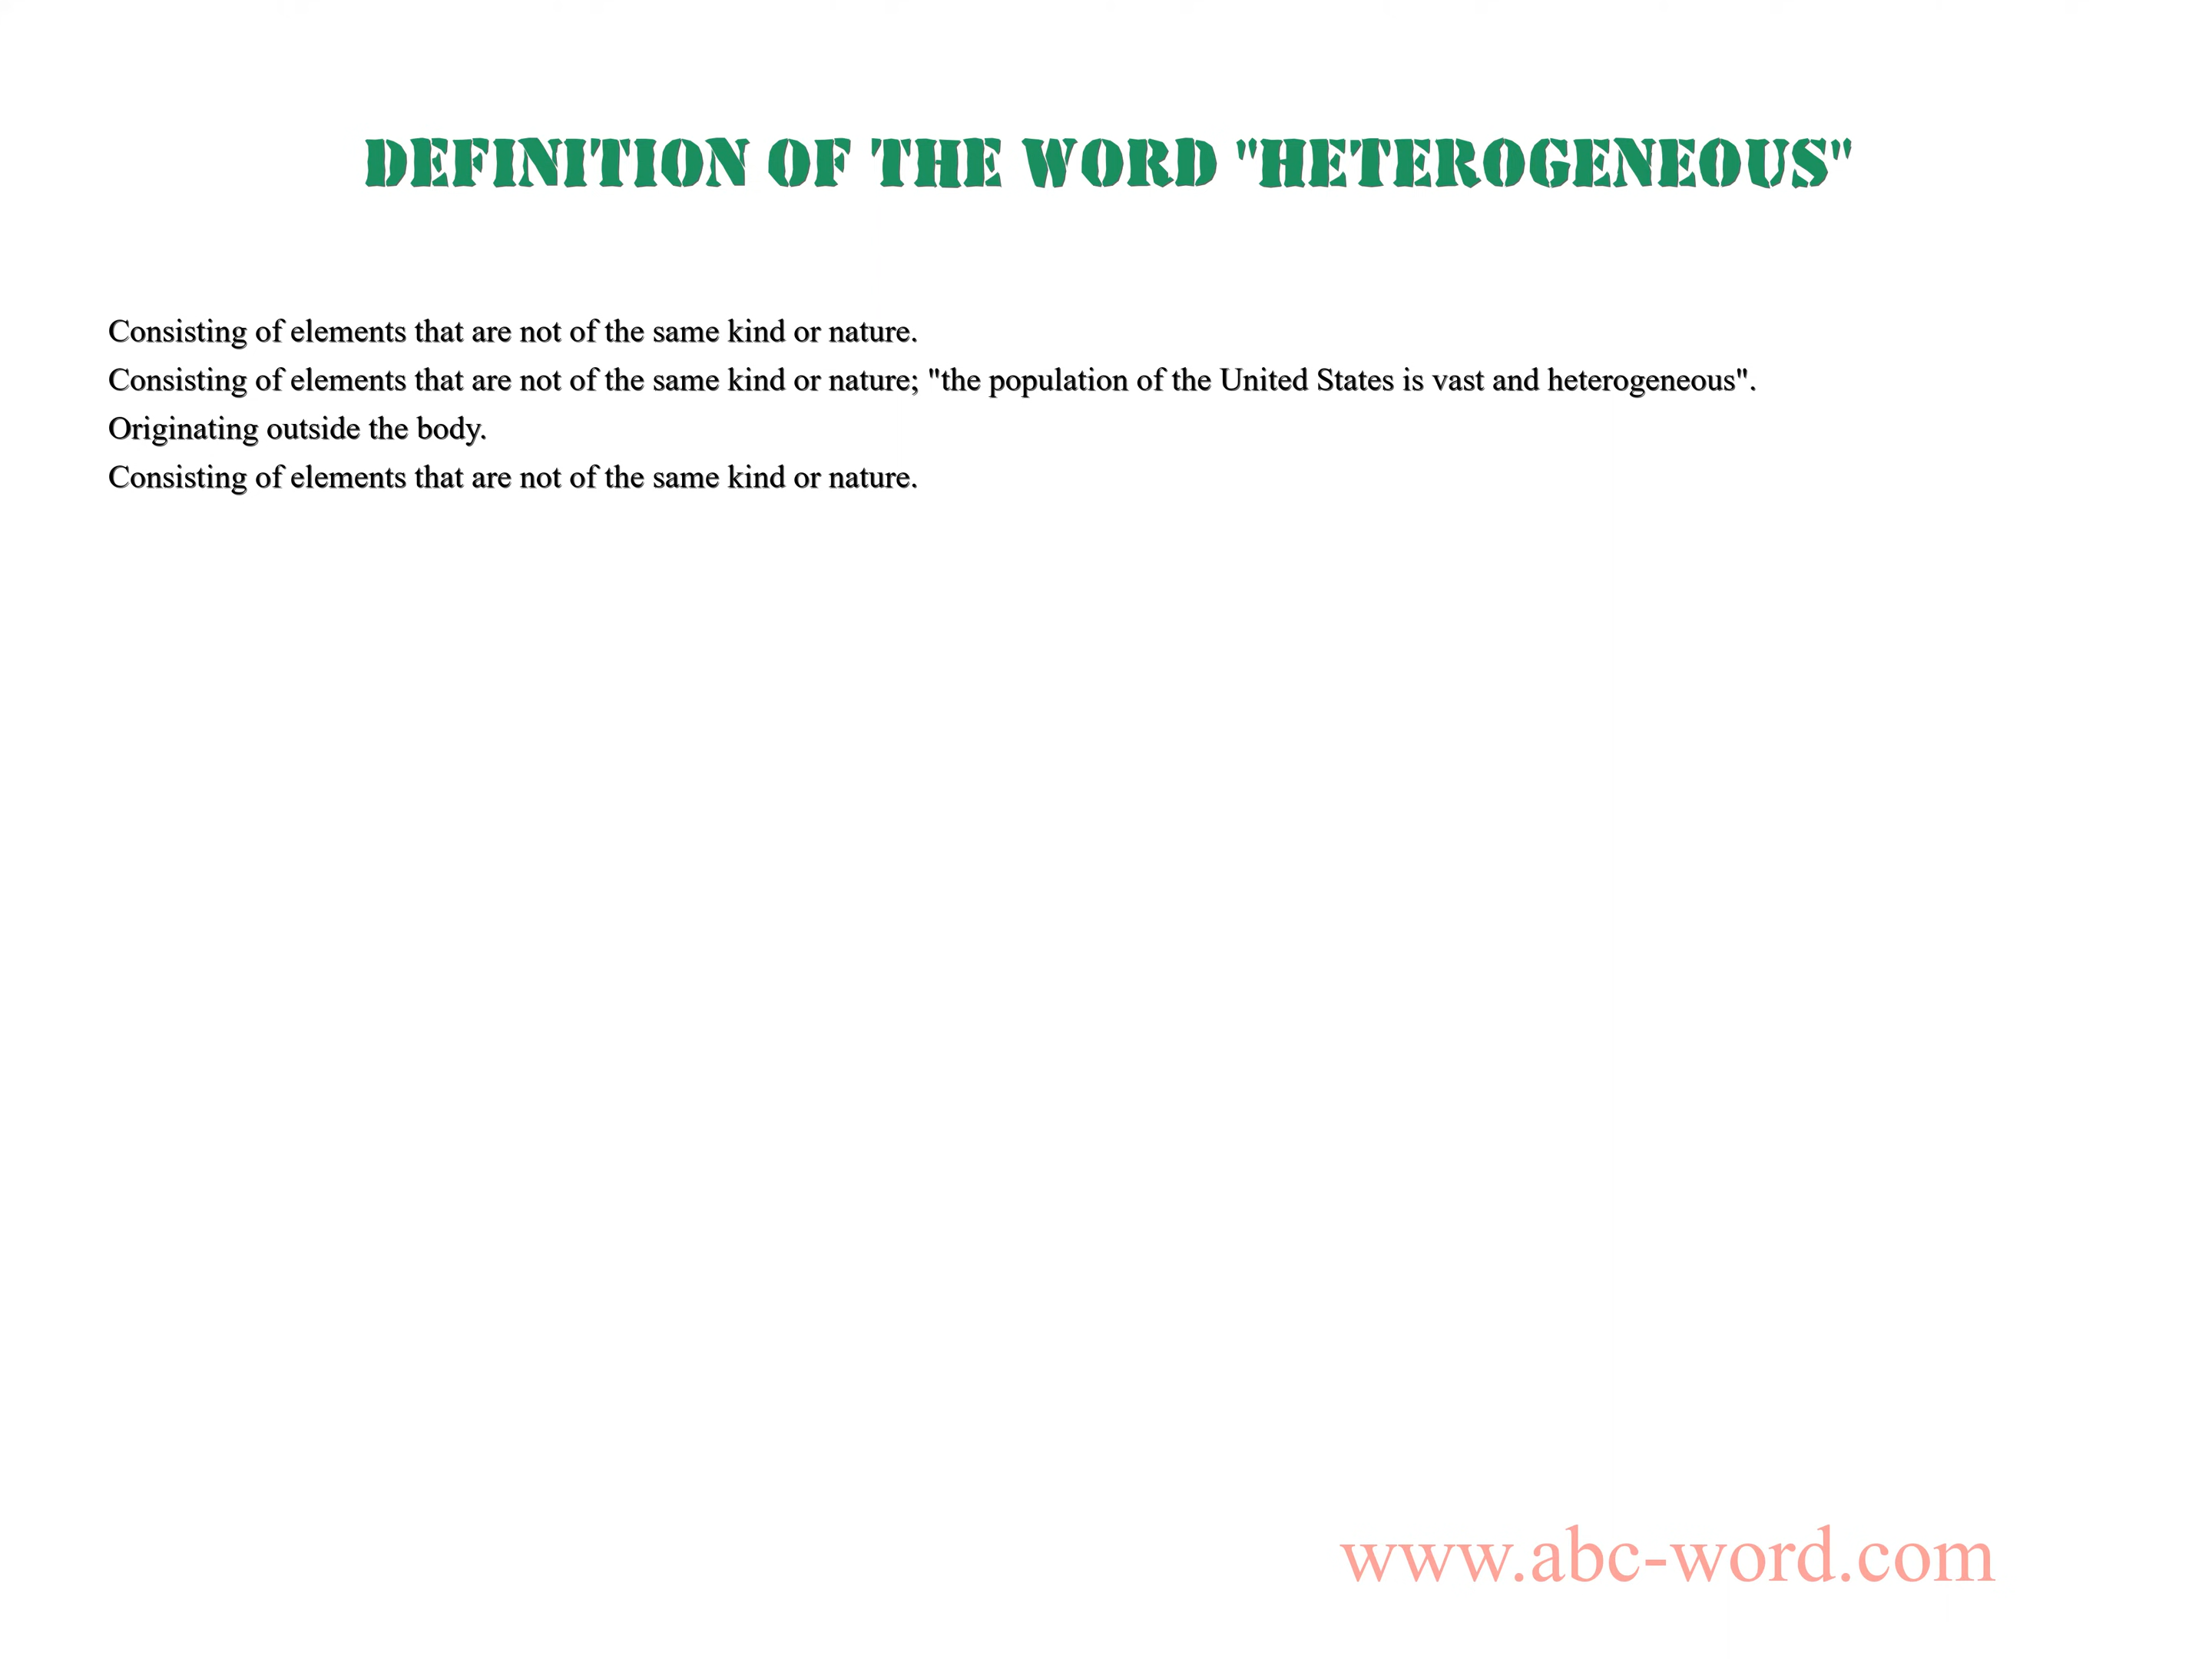 DEFINITION OF THE WORD "HETEROGENEOUS"
Consisting of elements that are not of the same kind or nature.
Consisting of elements that are not of the same kind or nature; "the population of the United States is vast and heterogeneous".
Originating outside the body.
Consisting of elements that are not of the same kind or nature.
www.abc-word.com